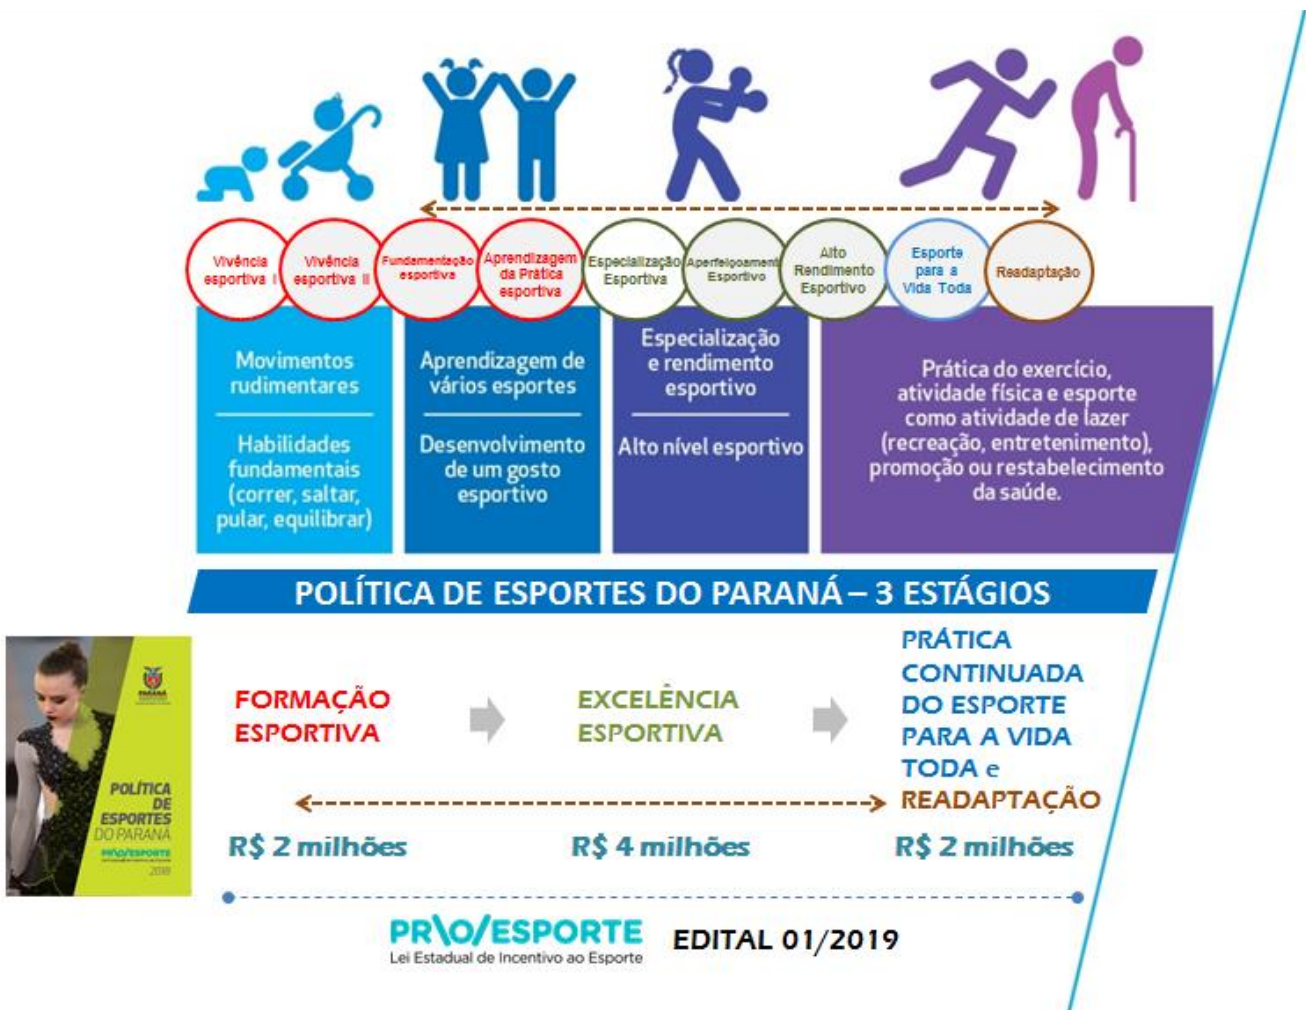 Vivência
esportiva I
Vivência
esportiva II
Fundamentação
esportiva
Aprendizagem
da Prática
esportiva
Especialização
Esportiva
Aperfeiçoament
Esportivo
Alto
Rendimento
Esportivo
Esporte
para a
Vida Toda
Readaptação
Movimentos
rudimentares
Habilidades
fundamentais
(correr, saltar,
pular, equilibrar)
Aprendizagem de
vários esportes
Desenvolvimento
de um gosto
esportivo
Especialização
e rendimento
esportivo
Alto nível esportivo
Prática do exercício,
atividade física e esporte
como atividade de lazer
(recreação, entretenimento),
promoção ou restabelecimento
da saúde.
POLÍTICA DE ESPORTES DO PARANÁ – 3 ESTÁGIOS
PARANÁ
POLÍTICA
DE
ESPORTES
DO PARANÁ
PR\O/ESPORTE
2018
FORMAÇÃO
ESPORTIVA
EXCELÊNCIA
ESPORTIVA
PRÁTICA
CONTINUADA
DO ESPORTE
PARA A VIDA
TODA e
READAPTAÇÃO
R$ 2 milhões
R$ 4 milhões
R$ 2 milhões
PR\O/ESPORTE
Lei Estadual de Incentivo ao Esporte
EDITAL 01/2019